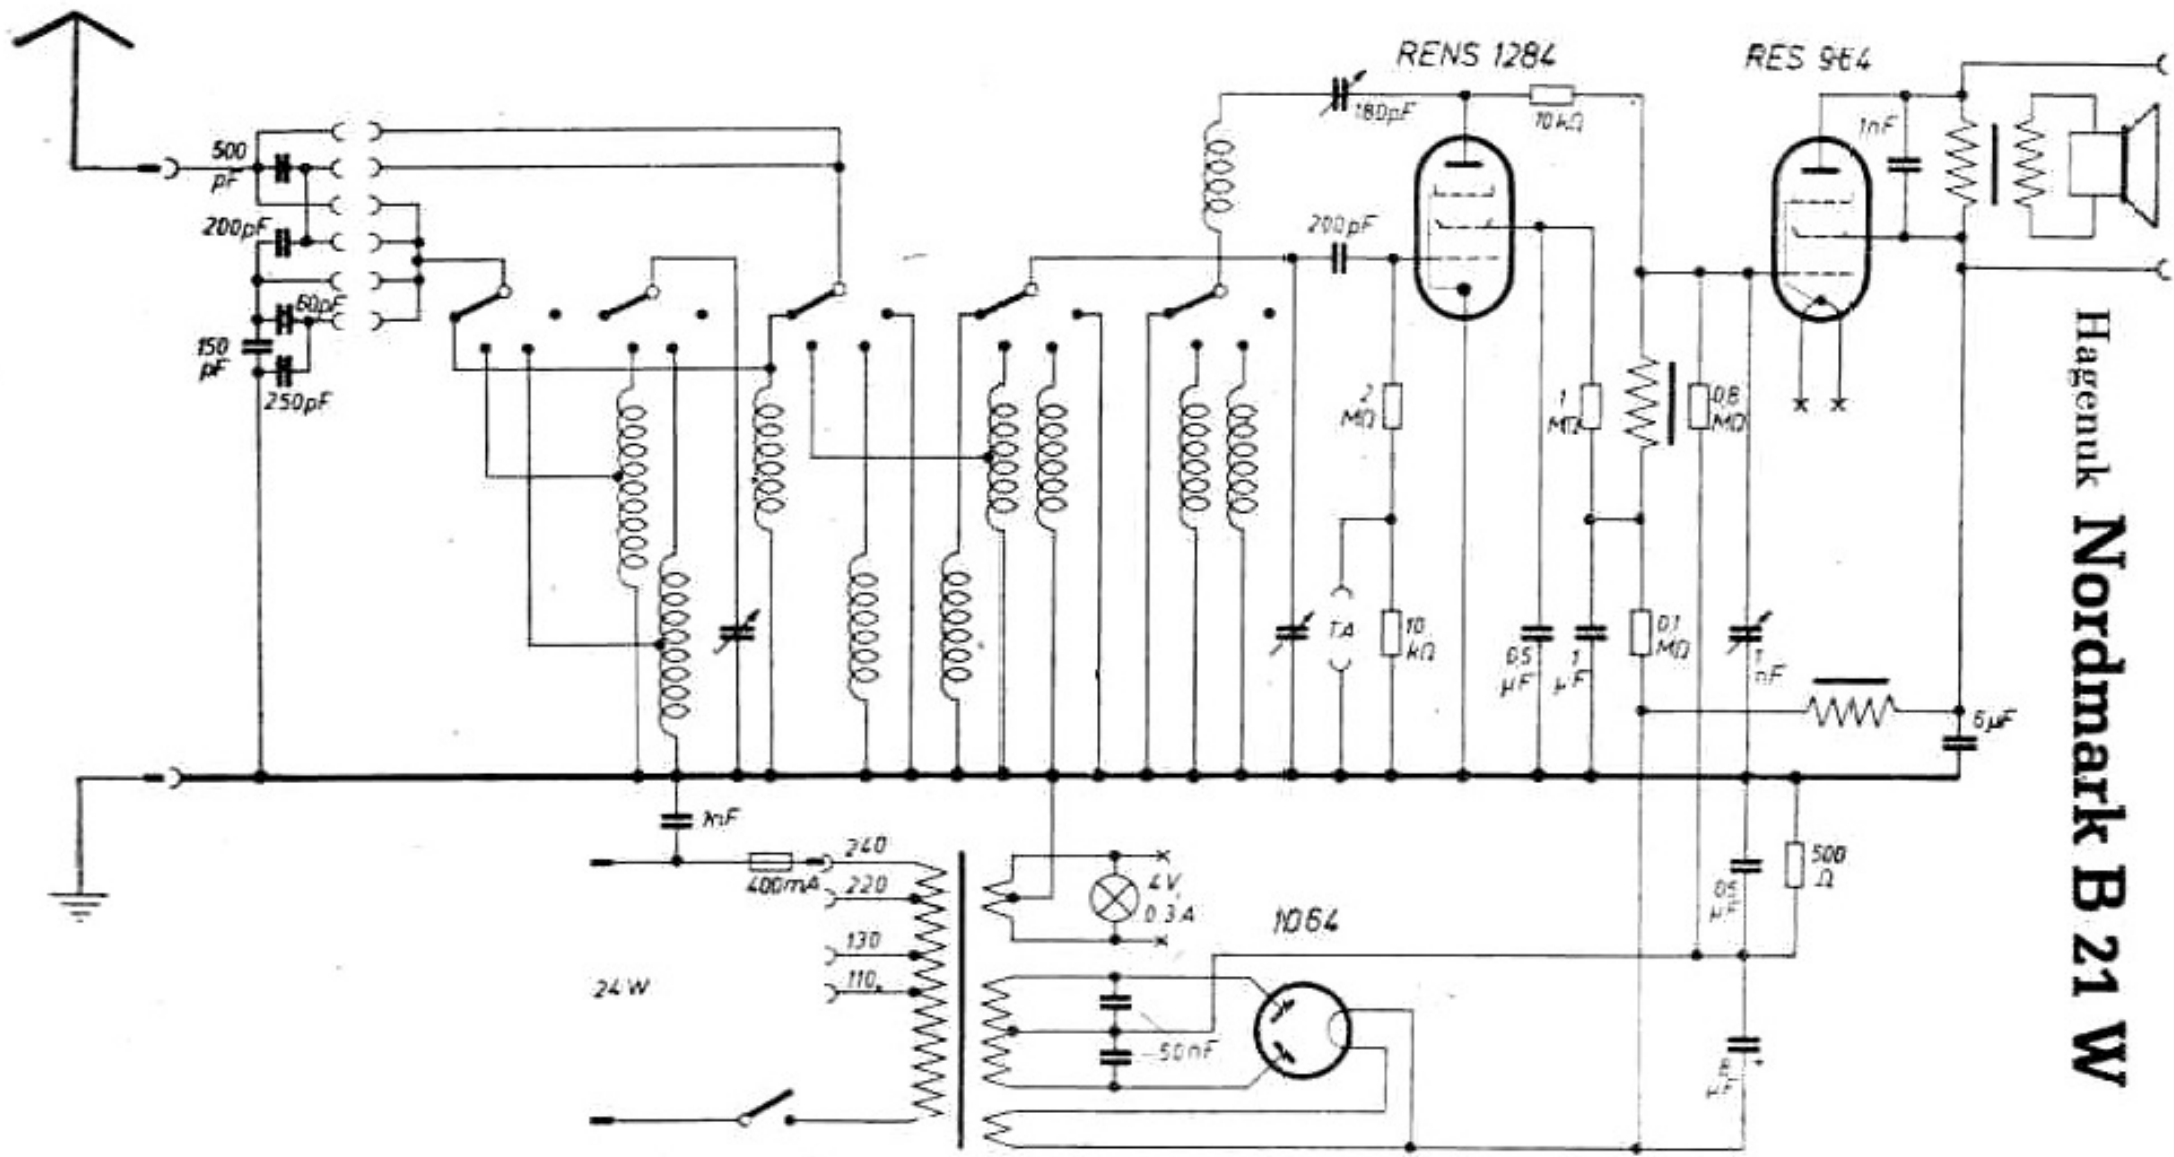 RENS 1284
RES 964
180pF
10kΩ
1nF
500
pF
200pF
200pF
60pF
150
pF
250pF
2
MΩ
1
MΩ
0,8
MΩ
TA
10
kΩ
0,5
µF
1
µF
0,1
MΩ
1
nF
6µF
1nF
240
400mA
220
130
110
24W
4V,
0.3A
1064
50nF
0,5
µF
500
Ω
µF
+
Hagenuk Nordmark B 21 W